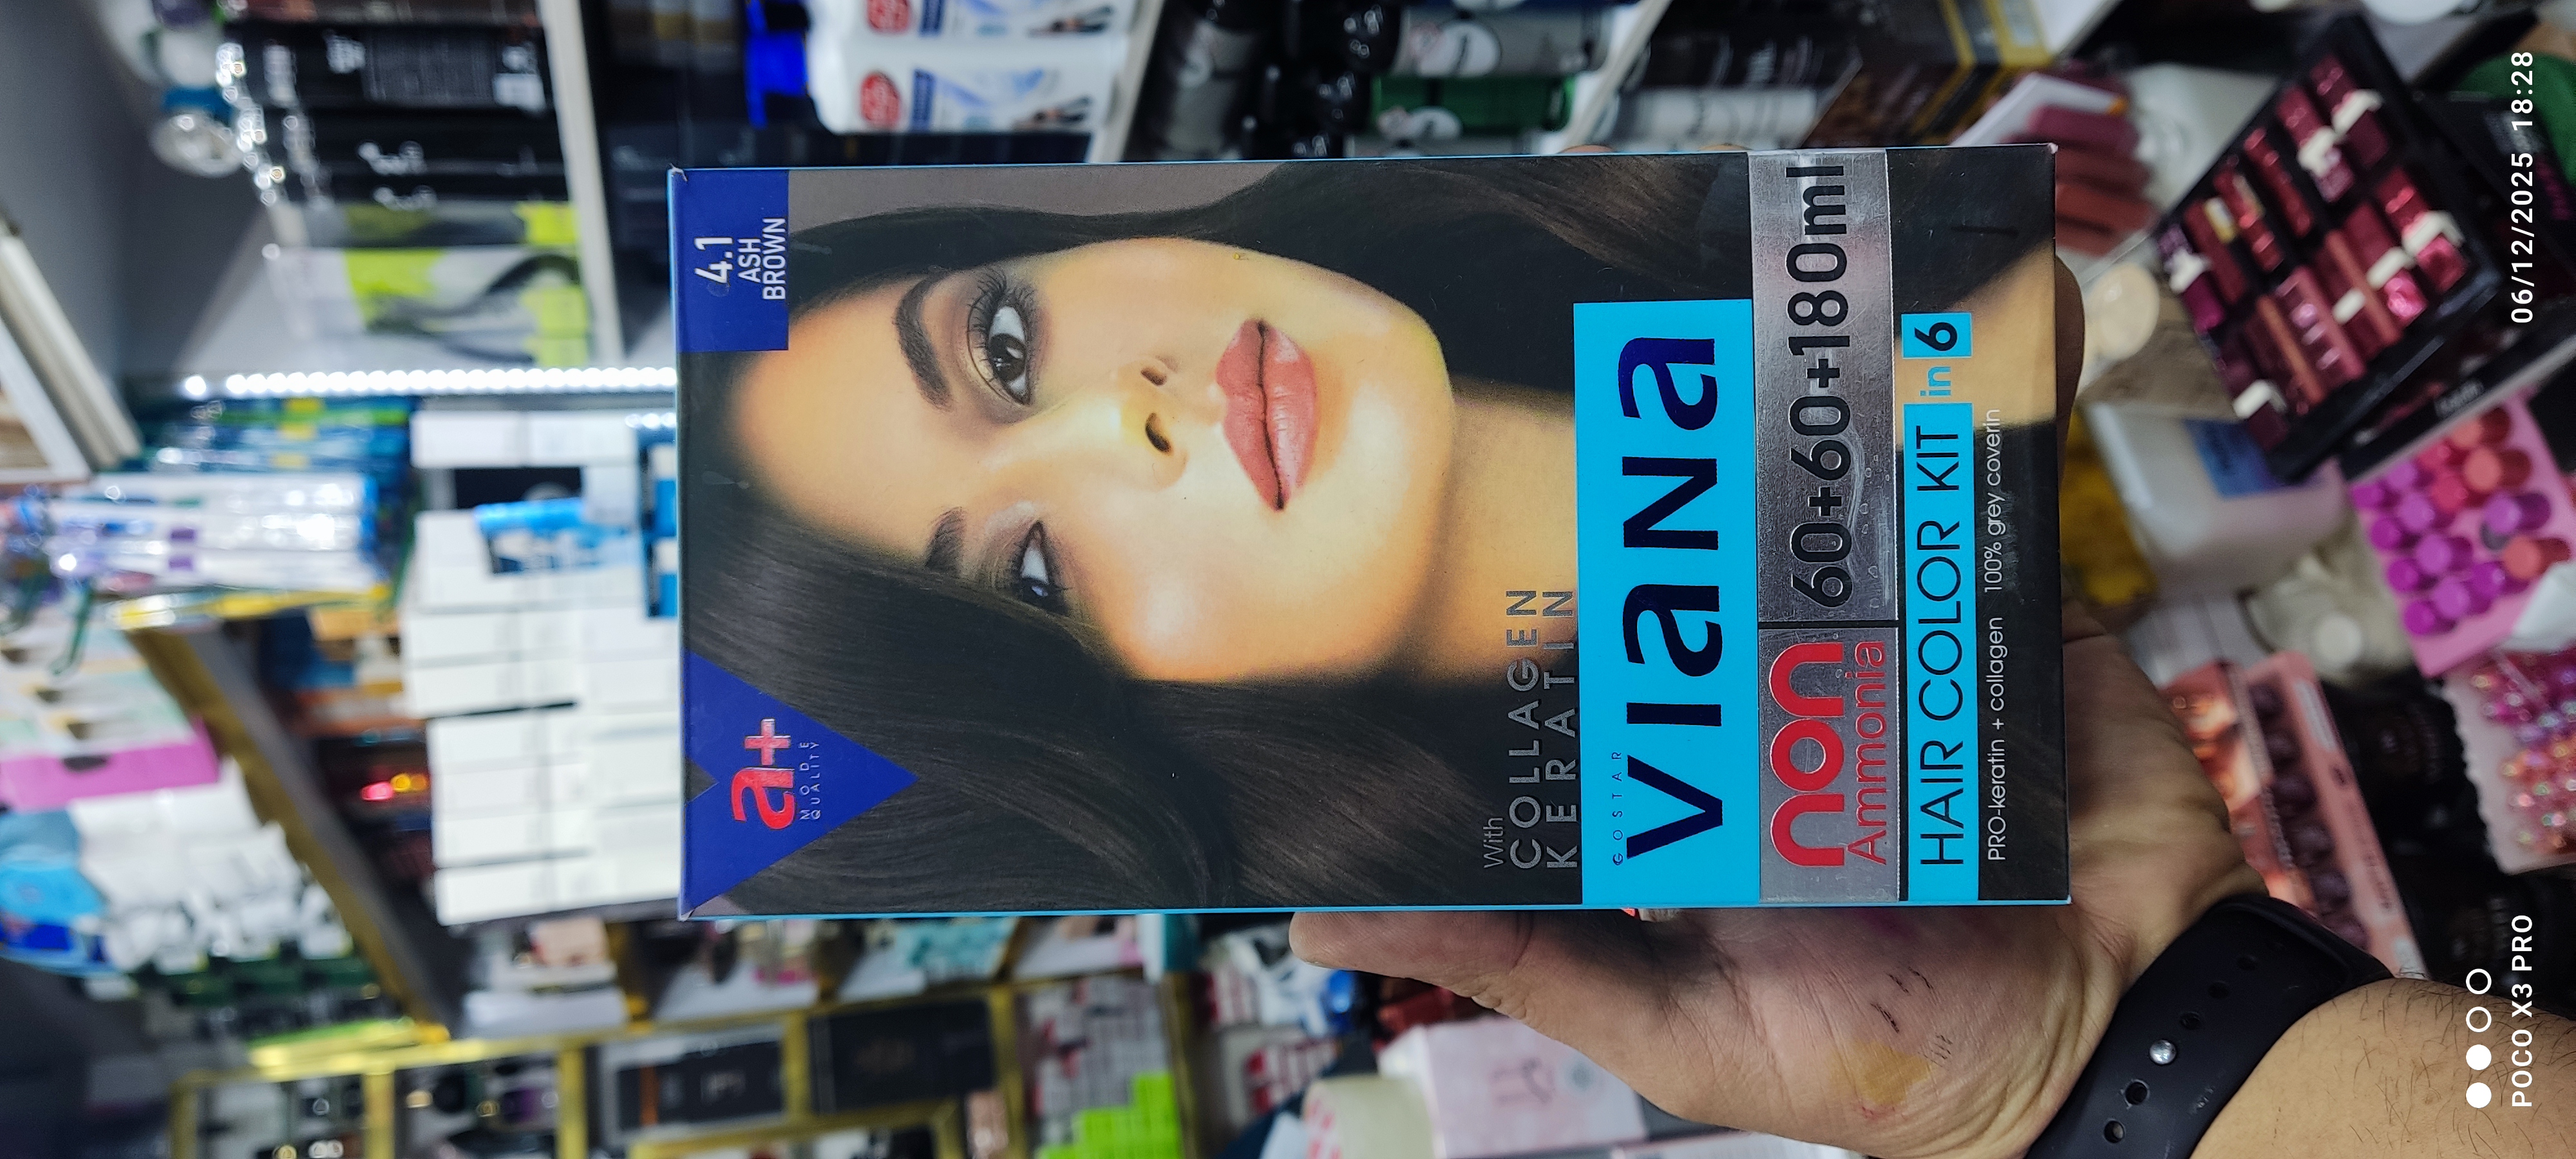 4.1
ASH
BROWN
a+
MODE
QUALITY
With
COLLAGEN
KERATIN
GOSTAR
VIANA
non
Ammonia
60+60+180ml
HAIR COLOR KIT in 6
PRO-keratin + collagen 100% grey coverin
POCO X3 PRO
06/12/2025 18:28